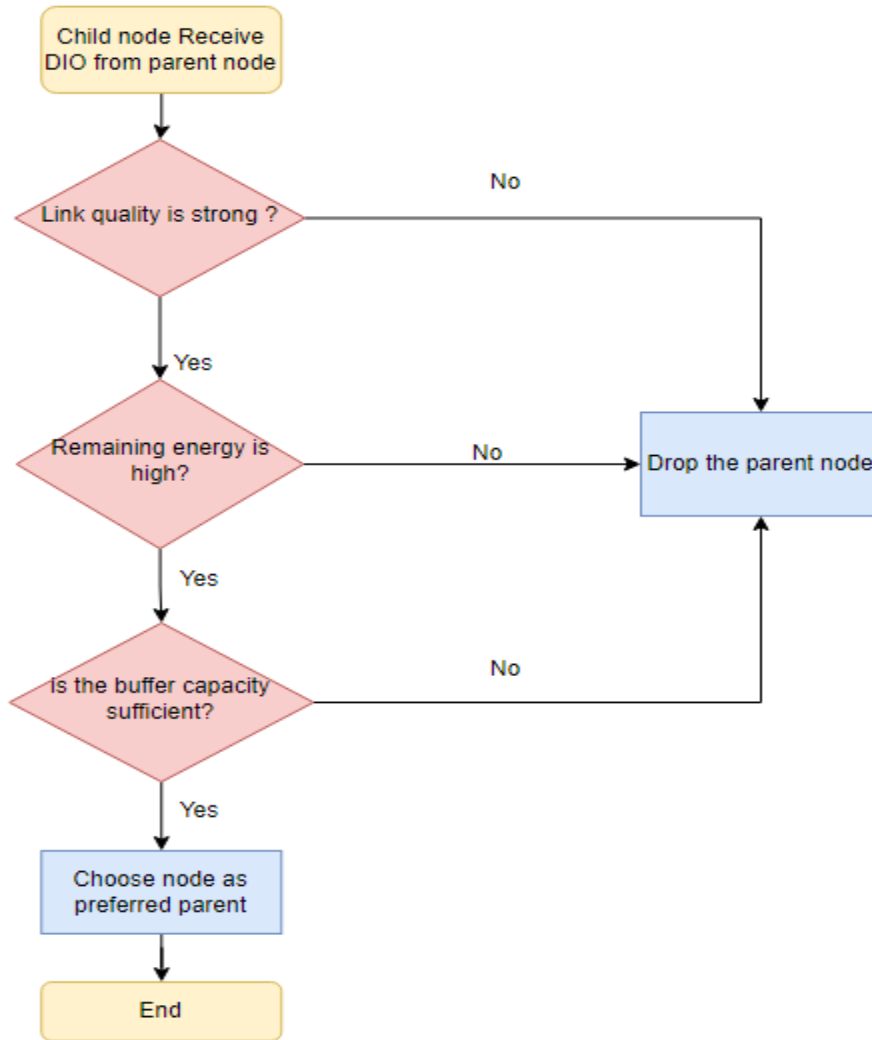 Child node Receive
DIO from parent node
Link quality is strong ?
No
Yes
Remaining energy is
high?
No
Drop the parent node
Yes
is the buffer capacity
sufficient?
No
Yes
Choose node as
preferred parent
End